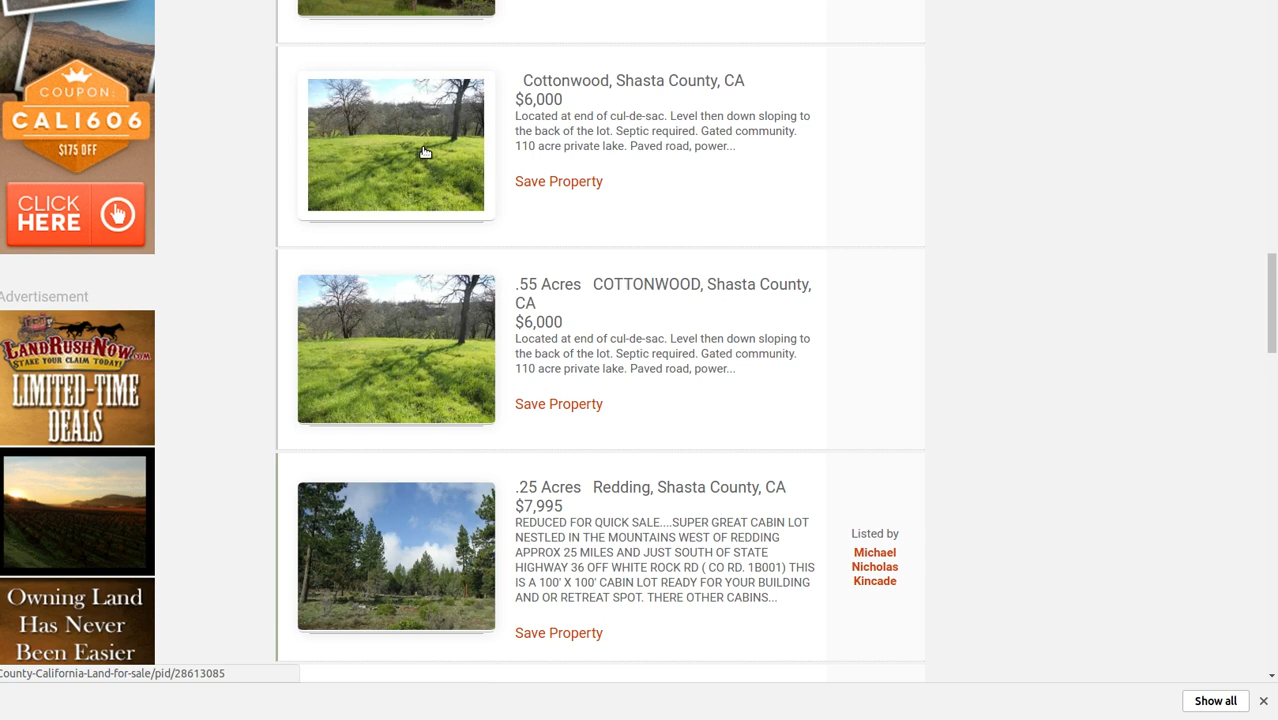 COUPON:
CALI606
$175 OFF
CLICK
HERE
Advertisement
LANDRUSHNOW.COM
STAKE YOUR CLAIM TODAY!
LIMITED-TIME
DEALS
Owning Land
Has Never
Been Easier
Cottonwood, Shasta County, CA
$6,000
Located at end of cul-de-sac. Level then down sloping to
the back of the lot. Septic required. Gated community.
110 acre private lake. Paved road, power...
Save Property
.55 Acres COTTONWOOD, Shasta County,
CA
$6,000
Located at end of cul-de-sac. Level then down sloping to
the back of the lot. Septic required. Gated community.
110 acre private lake. Paved road, power...
Save Property
.25 Acres Redding, Shasta County, CA
$7,995
REDUCED FOR QUICK SALE....SUPER GREAT CABIN LOT
NESTLED IN THE MOUNTAINS WEST OF REDDING
APPROX 25 MILES AND JUST SOUTH OF STATE
HIGHWAY 36 OFF WHITE ROCK RD ( CO RD. 1B001) THIS
IS A 100' X 100' CABIN LOT READY FOR YOUR BUILDING
AND OR RETREAT SPOT. THERE OTHER CABINS...
Save Property
Listed by
Michael
Nicholas
Kincade
County-California-Land-for-sale/pid/28613085
Show all